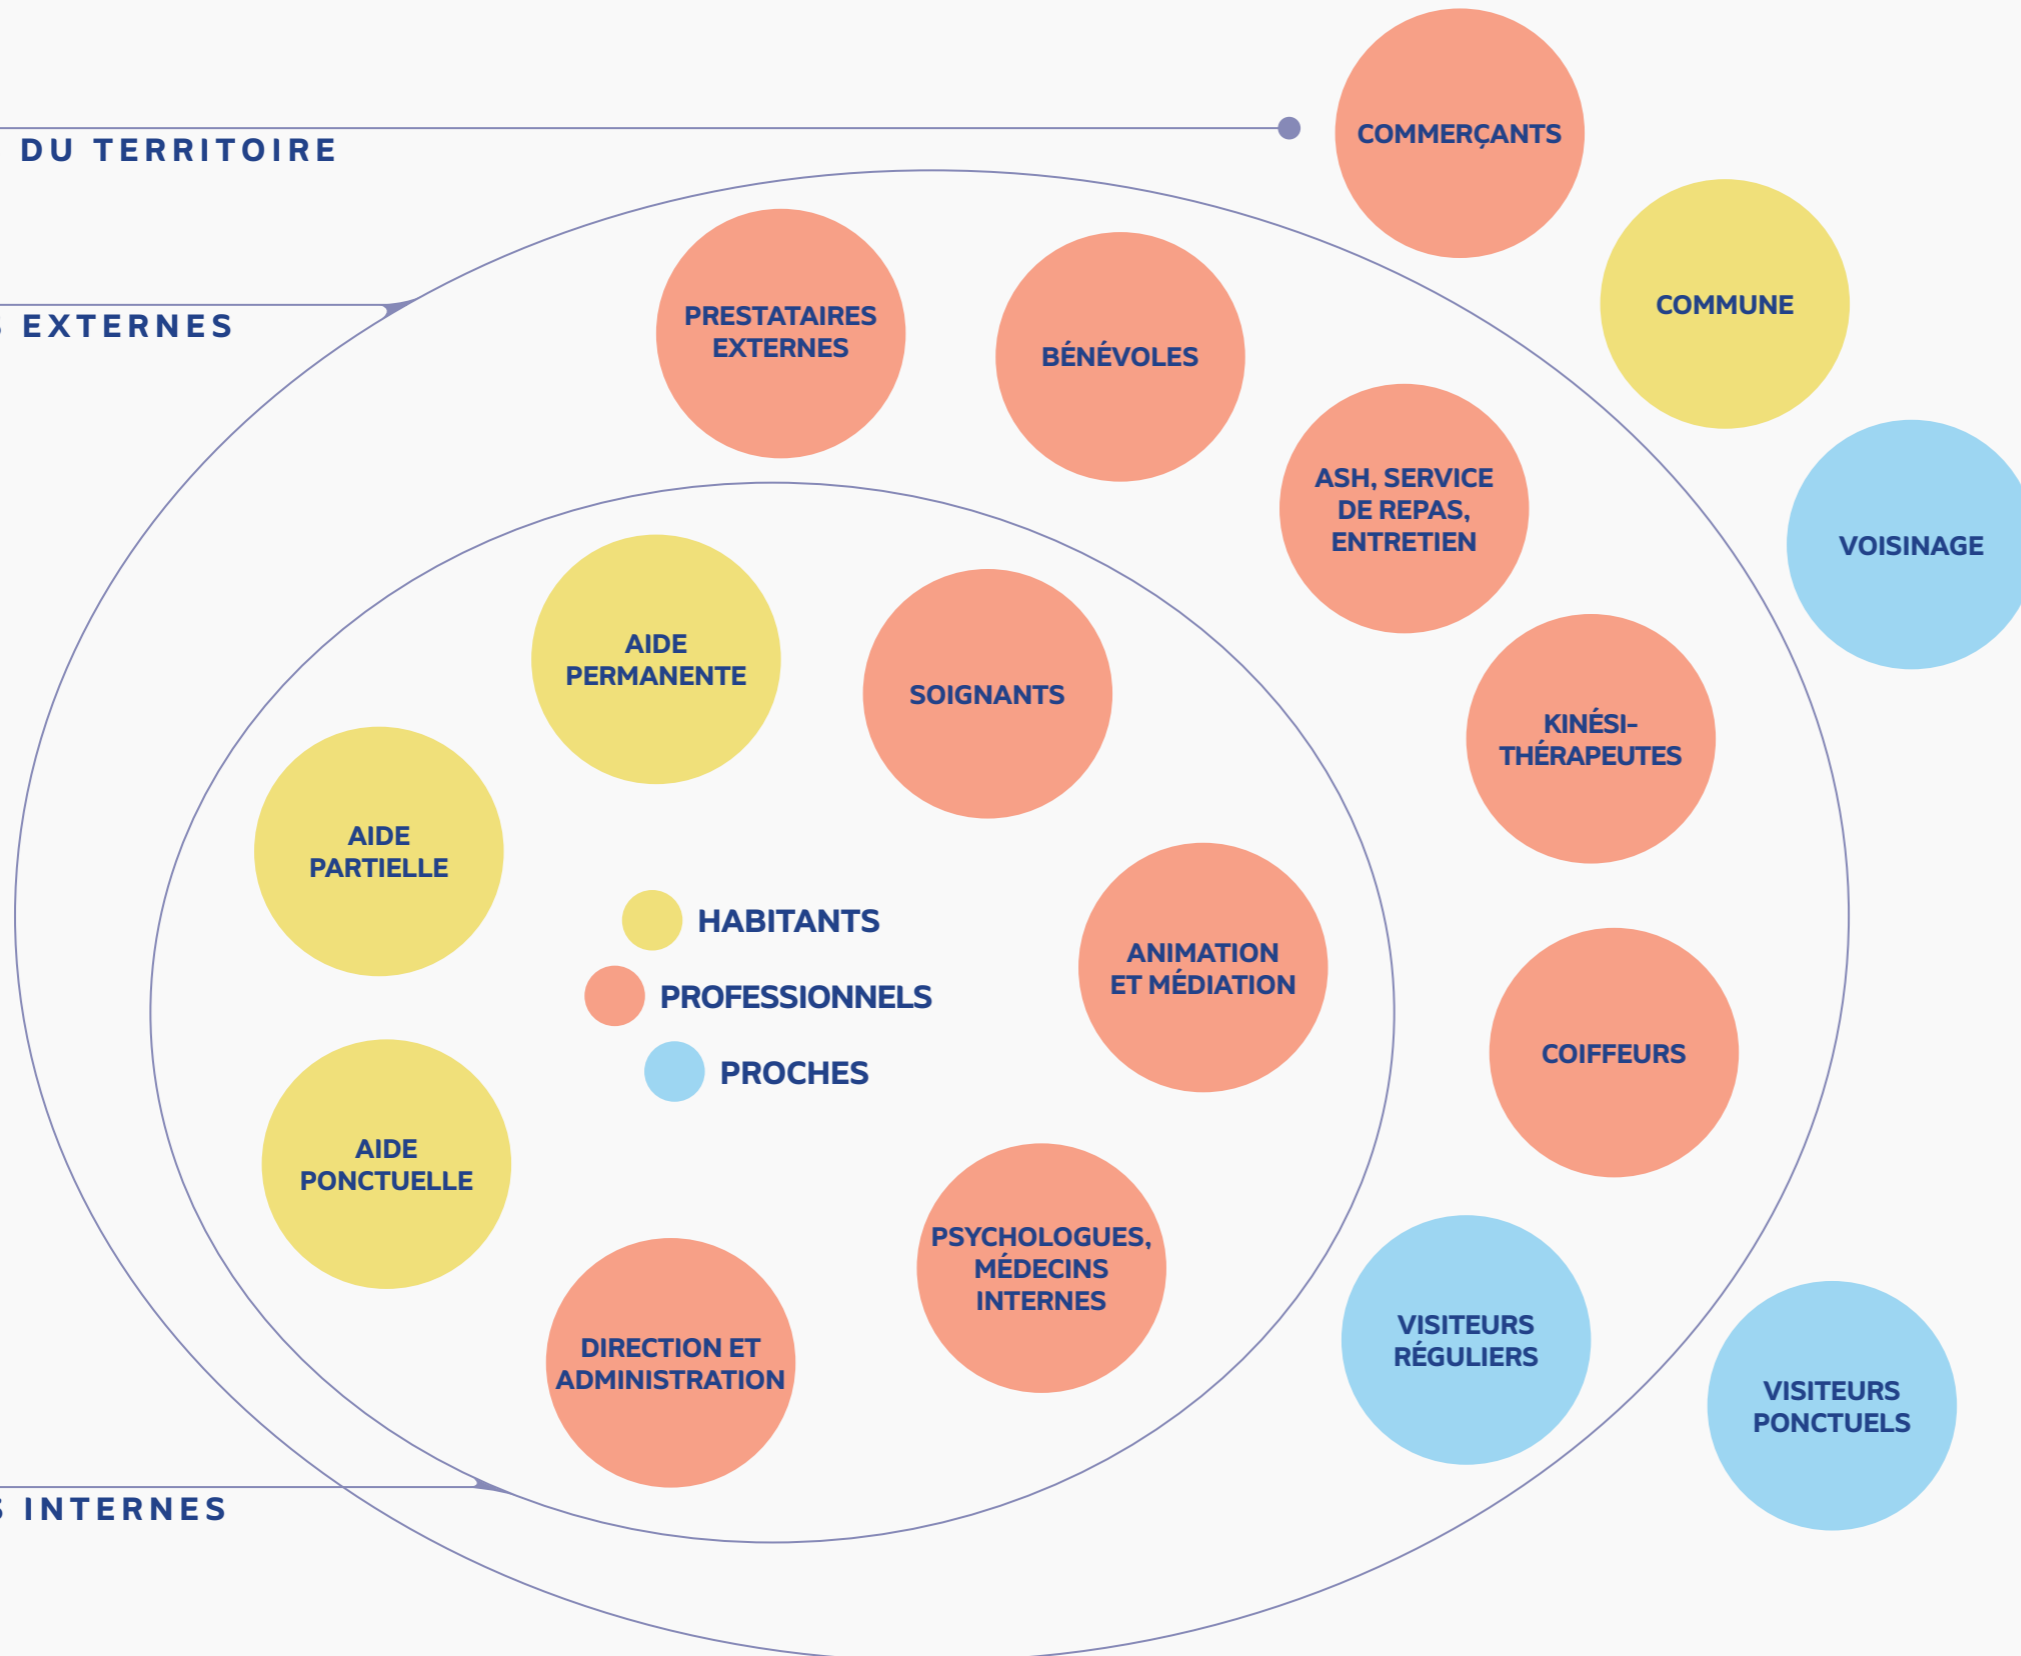 COMMERÇANTS
DU TERRITOIRE
COMMUNE
PRESTATAIRES
EXTERNES
EXTERNES
BÉNÉVOLES
ASH, SERVICE
DE REPAS,
ENTRETIEN
VOISINAGE
AIDE
PERMANENTE
SOIGNANTS
KINÉSI-
THÉRAPEUTES
AIDE
PARTIELLE
HABITANTS
PROFESSIONNELS
PROCHES
ANIMATION
ET MÉDIATION
COIFFEURS
AIDE
PONCTUELLE
PSYCHOLOGUES,
MÉDECINS
INTERNES
DIRECTION ET
ADMINISTRATION
VISITEURS
RÉGULIERS
VISITEURS
PONCTUELS
INTERNES